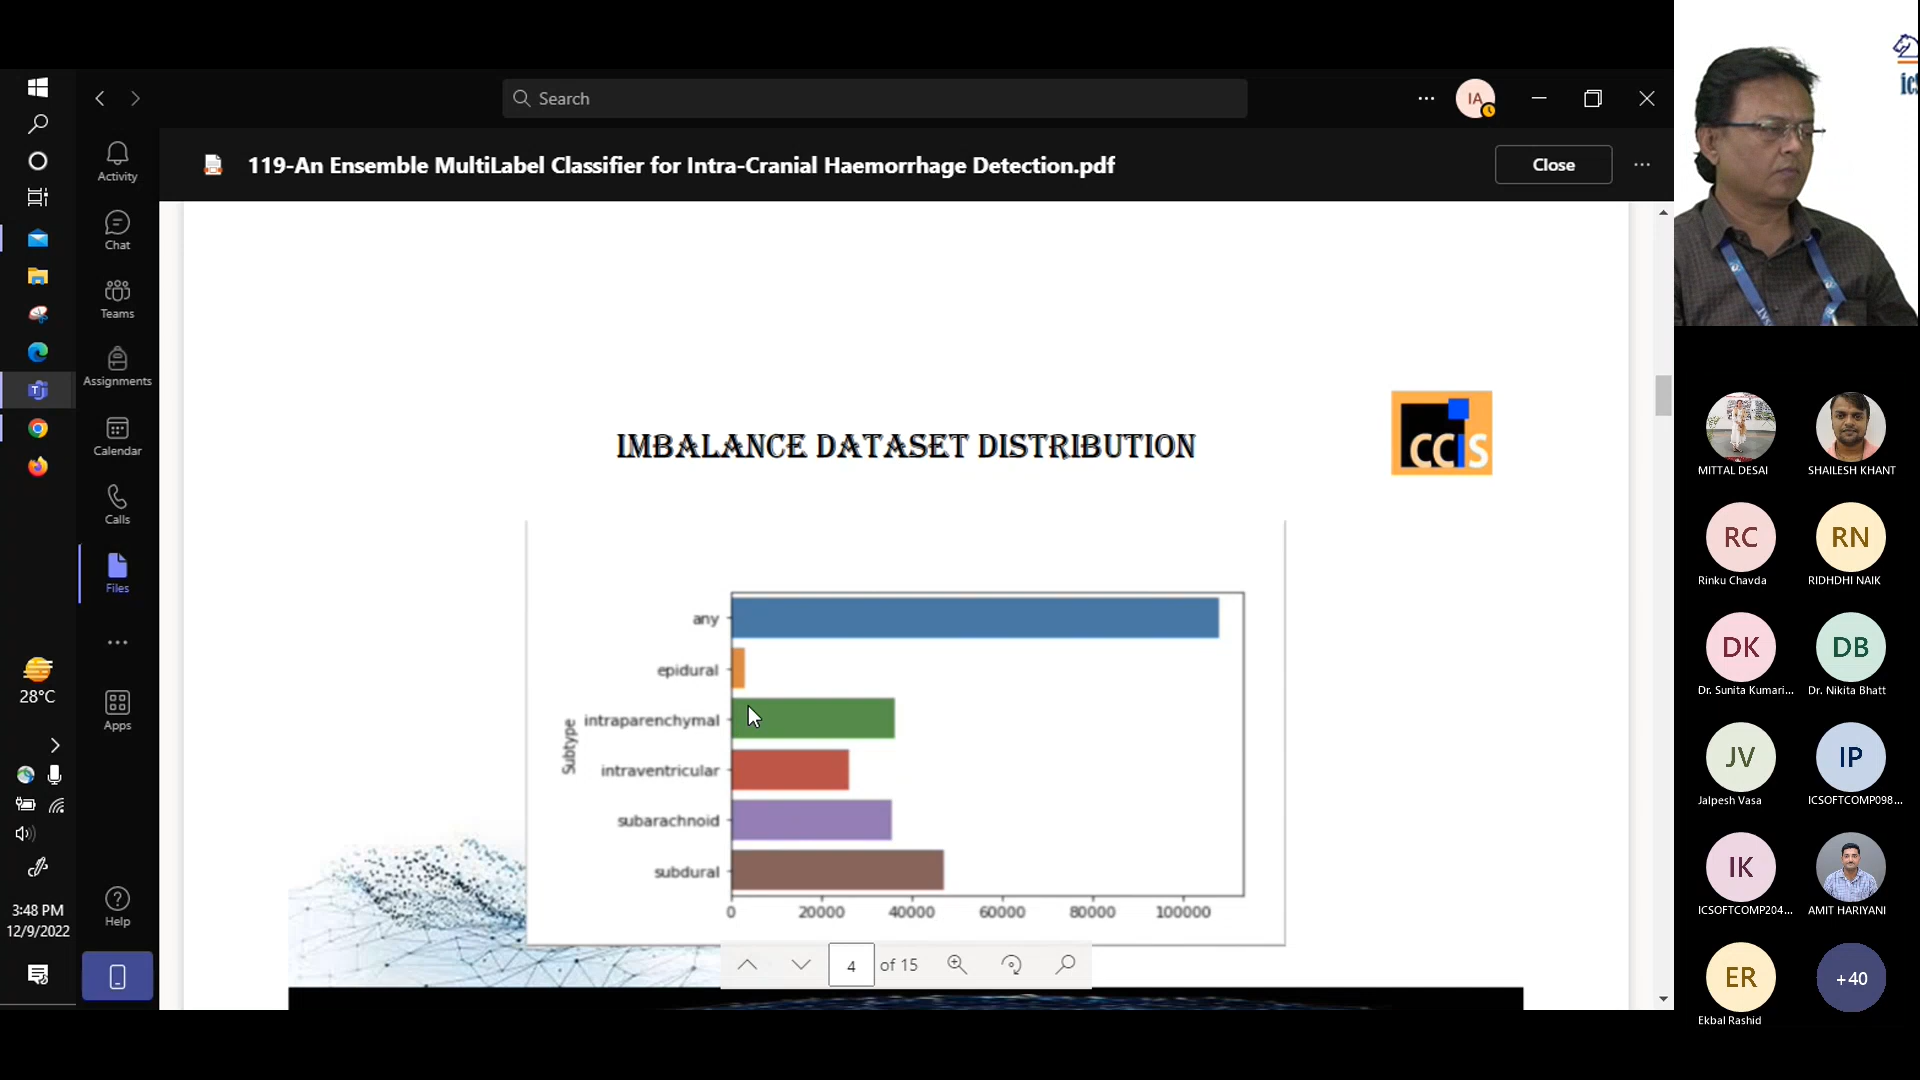 Search
IA
119-An Ensemble MultiLabel Classifier for Intra-Cranial Haemorrhage Detection.pdf
Close
Activity
Chat
Teams
Assignments
Calendar
Calls
Files
Apps
Help
28°C
3:48 PM
12/9/2022
IMBALANCE DATASET DISTRIBUTION
CCIS
Subtype
any
epidural
intraparenchymal
intraventricular
subarachnoid
subdural
0 20000 40000 60000 80000 100000
4 of 15
MITTAL DESAI
SHAILESH KHANT
RC
Rinku Chavda
RN
RIDHDHI NAIK
DK
Dr. Sunita Kumari...
DB
Dr. Nikita Bhatt
JV
Jalpesh Vasa
IP
ICSOFTCOMP098...
IK
ICSOFTCOMP204...
AMIT HARIYANI
ER
Ekbal Rashid
+40